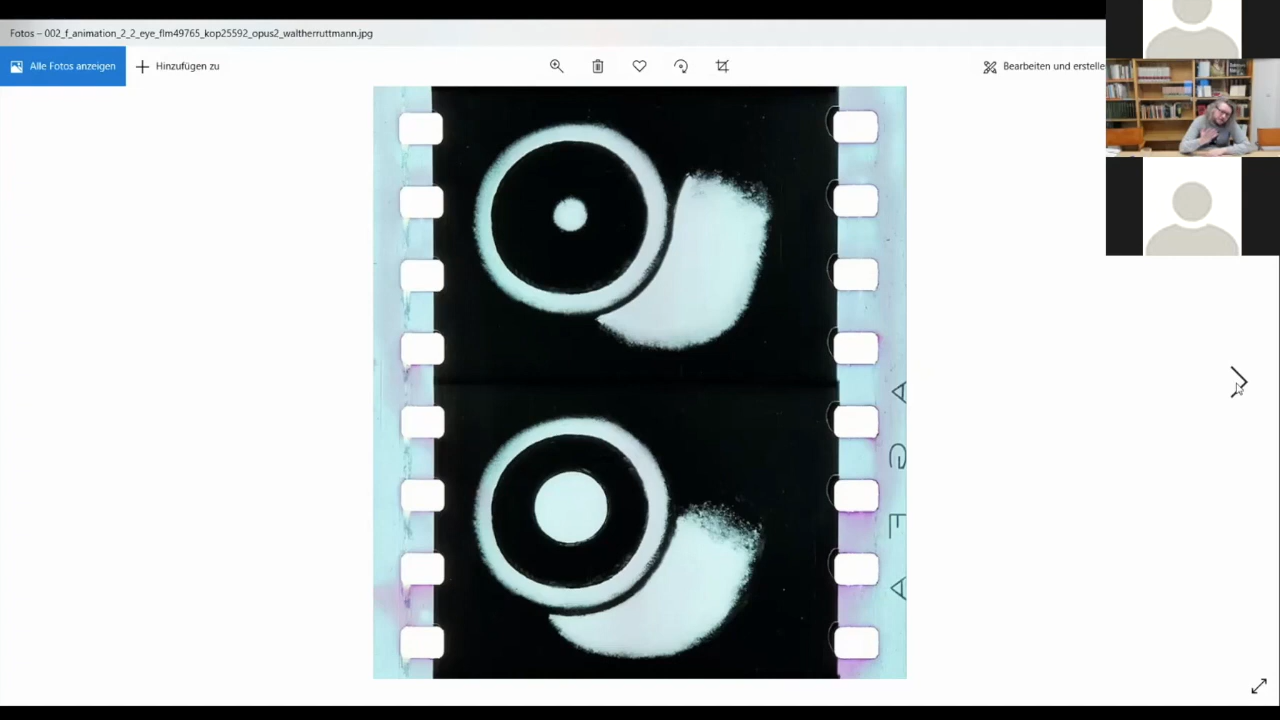 Fotos – 002_f_animation_2_2_eye_flm49765_kop25592_opus2_waltherruttmann.jpg
Alle Fotos anzeigen
Hinzufügen zu
Bearbeiten und erstelle
A G F A